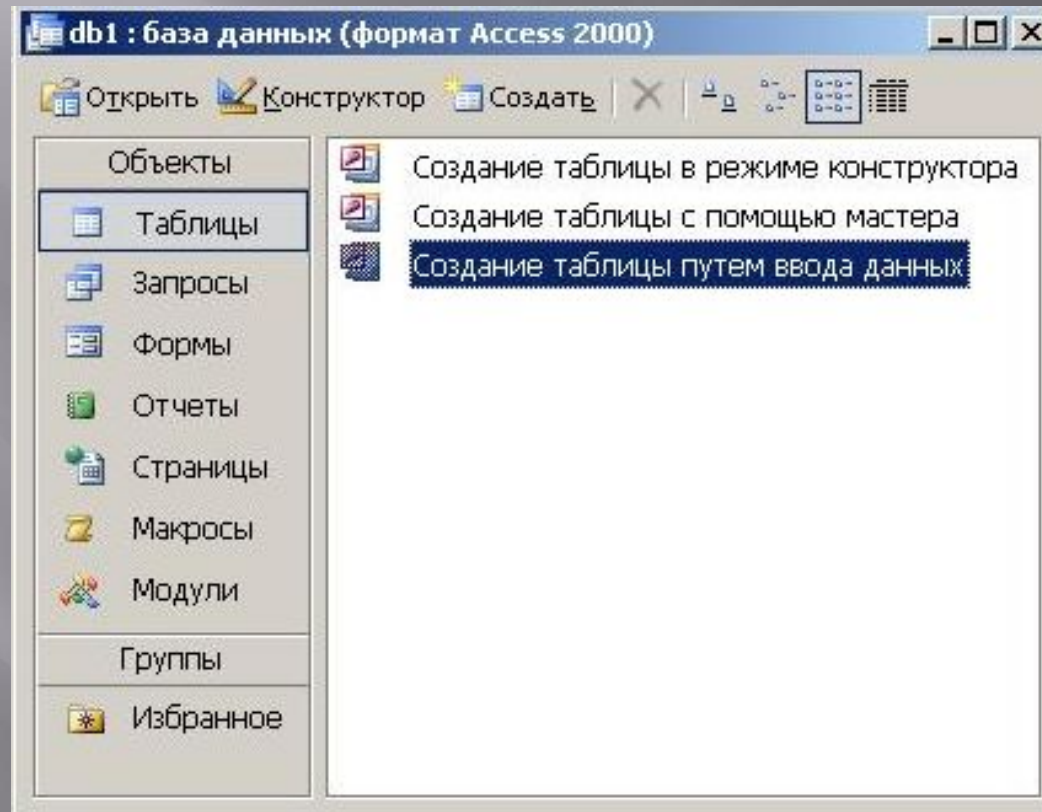 db1 : база данных (формат Access 2000)
Открыть Конструктор Создать
Объекты
Таблицы
Запросы
Формы
Отчеты
Страницы
Макросы
Модули
Группы
Избранное
Создание таблицы в режиме конструктора
Создание таблицы с помощью мастера
Создание таблицы путем ввода данных